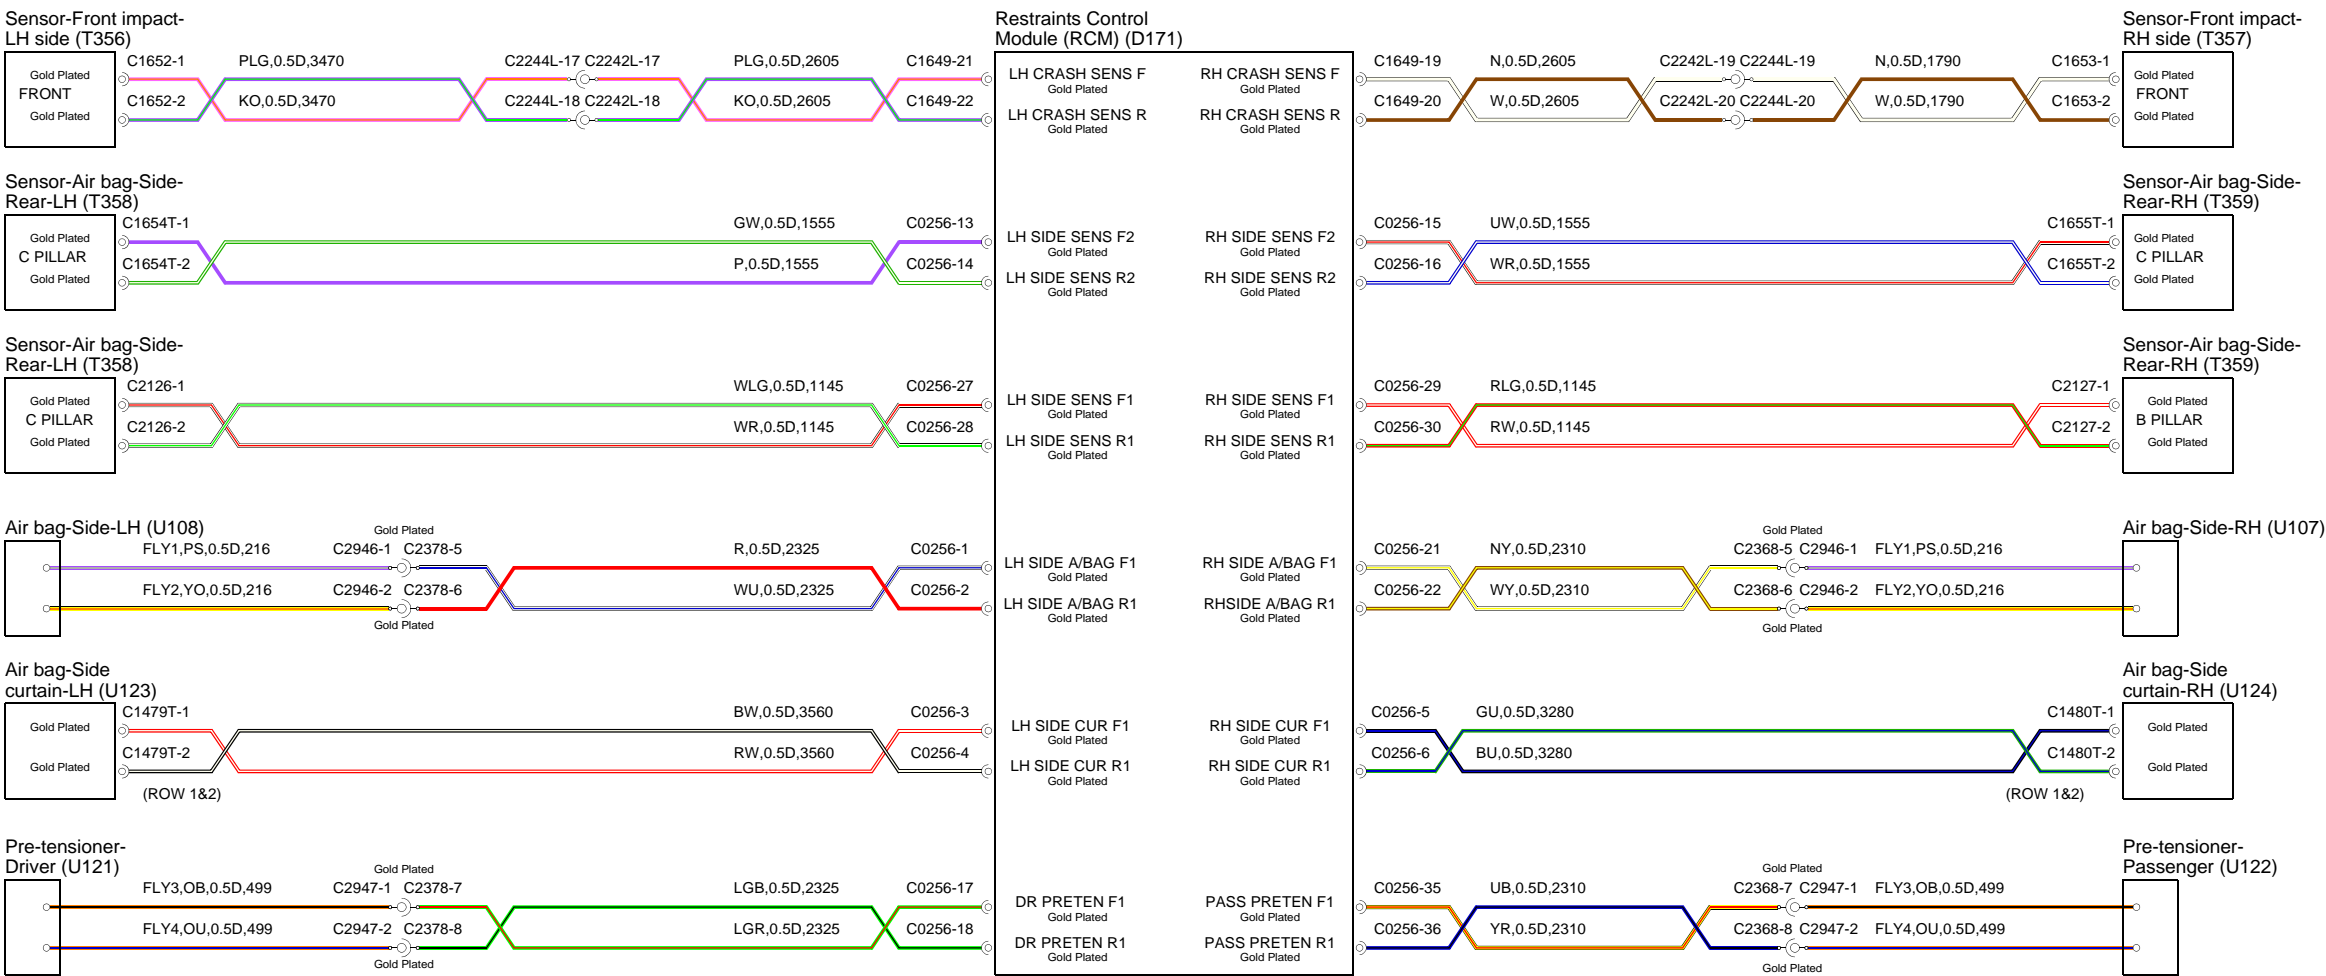 Sensor-Front impact-
LH side (T356)
Restraints Control
Module (RCM) (D171)
Sensor-Front impact-
RH side (T357)
C1652-1 PLG,0.5D,3470 C2244L-17 C2242L-17 PLG,0.5D,2605 C1649-21
Gold Plated
FRONT
C1652-2 KO,0.5D,3470 C2244L-18 C2242L-18 KO,0.5D,2605 C1649-22
Gold Plated
LH CRASH SENS F
Gold Plated
LH CRASH SENS R
Gold Plated
RH CRASH SENS F
Gold Plated
RH CRASH SENS R
Gold Plated
C1649-19 N,0.5D,2605 C2242L-19 C2244L-19 N,0.5D,1790 C1653-1
C1649-20 W,0.5D,2605 C2242L-20 C2244L-20 W,0.5D,1790 C1653-2
Gold Plated
FRONT
Gold Plated
Sensor-Air bag-Side-
Rear-LH (T358)
C1654T-1 GW,0.5D,1555 C0256-13
Gold Plated
C PILLAR
C1654T-2 P,0.5D,1555 C0256-14
Gold Plated
LH SIDE SENS F2
Gold Plated
LH SIDE SENS R2
Gold Plated
RH SIDE SENS F2
Gold Plated
RH SIDE SENS R2
Gold Plated
C0256-15 UW,0.5D,1555 C1655T-1
C0256-16 WR,0.5D,1555 C1655T-2
Sensor-Air bag-Side-
Rear-RH (T359)
Gold Plated
C PILLAR
Gold Plated
Sensor-Air bag-Side-
Rear-LH (T358)
C2126-1 WLG,0.5D,1145 C0256-27
Gold Plated
C PILLAR
C2126-2 WR,0.5D,1145 C0256-28
Gold Plated
LH SIDE SENS F1
Gold Plated
LH SIDE SENS R1
Gold Plated
RH SIDE SENS F1
Gold Plated
RH SIDE SENS R1
Gold Plated
C0256-29 RLG,0.5D,1145 C2127-1
C0256-30 RW,0.5D,1145 C2127-2
Sensor-Air bag-Side-
Rear-RH (T359)
Gold Plated
B PILLAR
Gold Plated
Air bag-Side-LH (U108)
Gold Plated
FLY1,PS,0.5D,216 C2946-1 C2378-5 R,0.5D,2325 C0256-1
FLY2,YO,0.5D,216 C2946-2 C2378-6 WU,0.5D,2325 C0256-2
Gold Plated
LH SIDE A/BAG F1
Gold Plated
LH SIDE A/BAG R1
Gold Plated
RH SIDE A/BAG F1
Gold Plated
RHSIDE A/BAG R1
Gold Plated
Gold Plated
C0256-21 NY,0.5D,2310 C2368-5 C2946-1 FLY1,PS,0.5D,216
C0256-22 WY,0.5D,2310 C2368-6 C2946-2 FLY2,YO,0.5D,216
Gold Plated
Air bag-Side-RH (U107)
Air bag-Side
curtain-LH (U123)
C1479T-1 BW,0.5D,3560 C0256-3
Gold Plated
C1479T-2 RW,0.5D,3560 C0256-4
Gold Plated
(ROW 1&2)
LH SIDE CUR F1
Gold Plated
LH SIDE CUR R1
Gold Plated
RH SIDE CUR F1
Gold Plated
RH SIDE CUR R1
Gold Plated
C0256-5 GU,0.5D,3280 C1480T-1
C0256-6 BU,0.5D,3280 C1480T-2
(ROW 1&2)
Air bag-Side
curtain-RH (U124)
Gold Plated
Gold Plated
Pre-tensioner-
Driver (U121)
Gold Plated
FLY3,OB,0.5D,499 C2947-1 C2378-7 LGB,0.5D,2325 C0256-17
FLY4,OU,0.5D,499 C2947-2 C2378-8 LGR,0.5D,2325 C0256-18
Gold Plated
DR PRETEN F1
Gold Plated
DR PRETEN R1
Gold Plated
PASS PRETEN F1
Gold Plated
PASS PRETEN R1
Gold Plated
Gold Plated
C0256-35 UB,0.5D,2310 C2368-7 C2947-1 FLY3,OB,0.5D,499
C0256-36 YR,0.5D,2310 C2368-8 C2947-2 FLY4,OU,0.5D,499
Gold Plated
Pre-tensioner-
Passenger (U122)